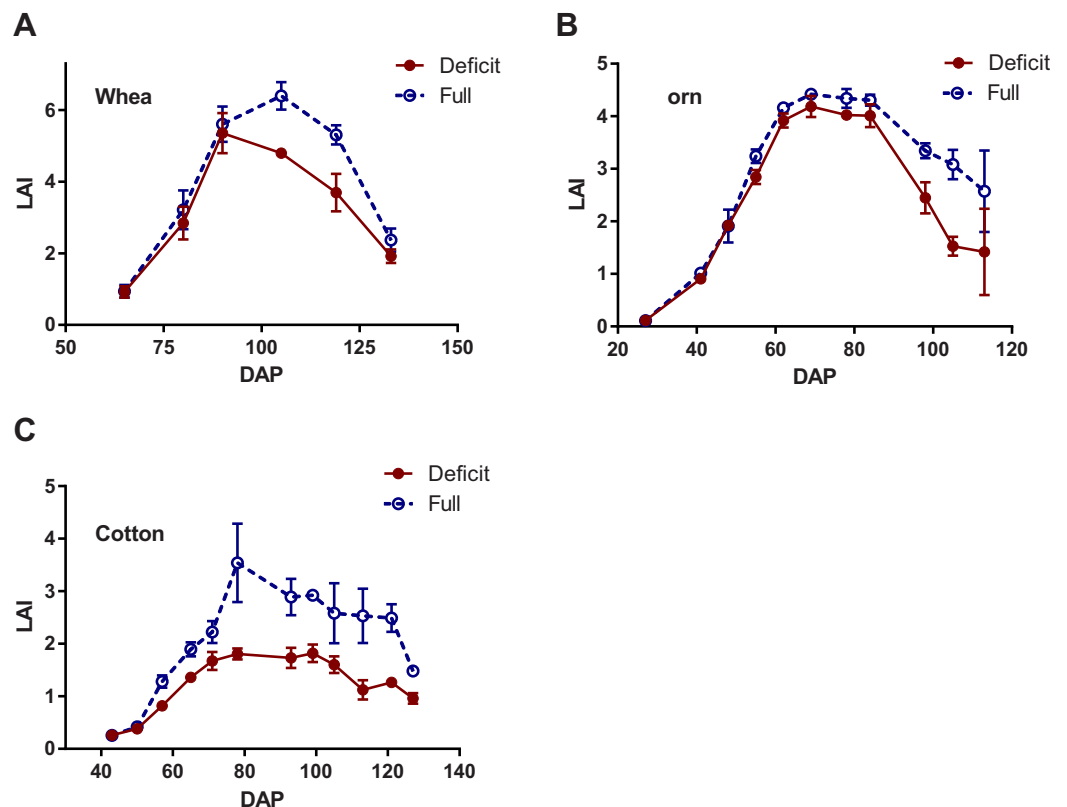 A
Deficit
Full
Whea
6
4
2
0
LAI
50 75 100 125 150
DAP
B
Deficit
Full
orn
5
4
3
2
1
0
LAI
20 40 60 80 100 120
DAP
C
Deficit
Full
Cotton
5
4
3
2
1
0
LAI
40 60 80 100 120 140
DAP